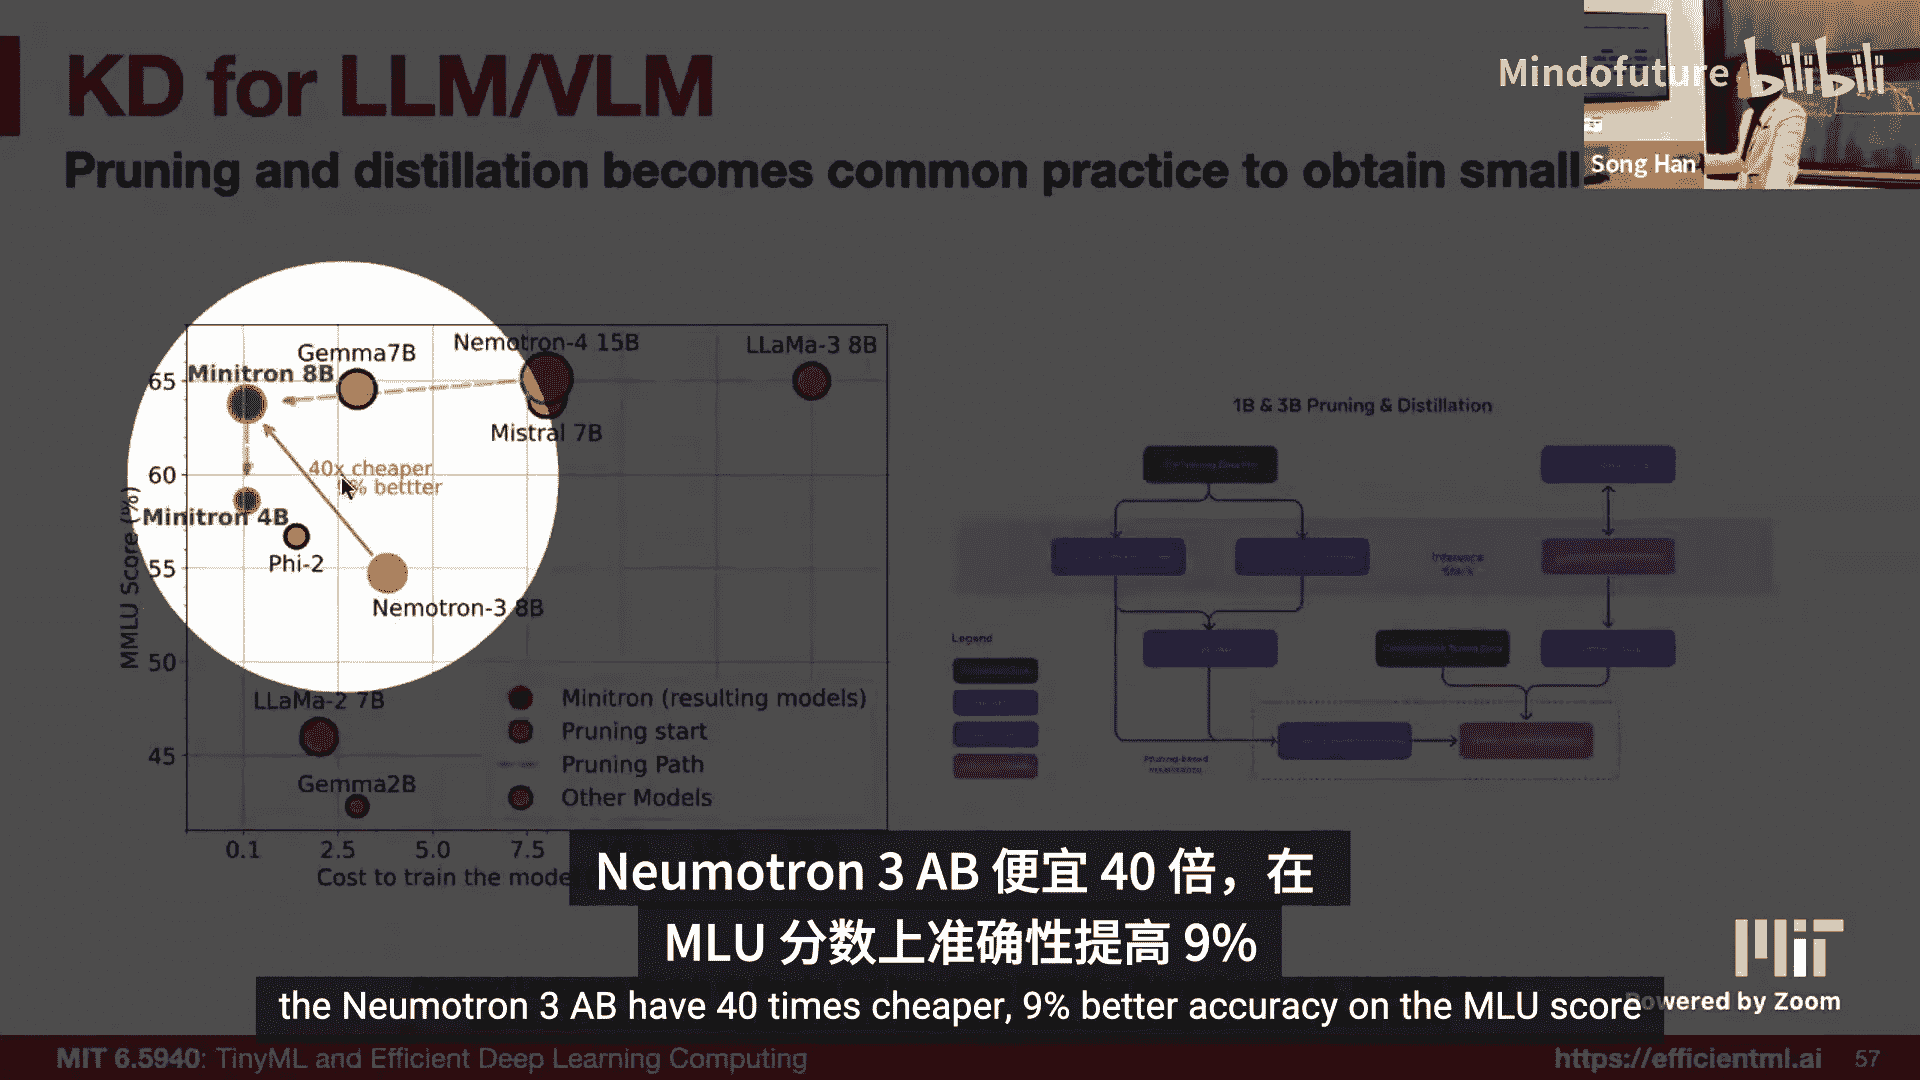 KD for LLM/VLM
Mindofuture bilibili
Song Han
Pruning and distillation becomes common practice to obtain small
Nemotron-4 15B
LLaMa-3 8B
Gemma7B
Minitron 8B
65
Mistral 7B
40x cheaper
% bettter
60
Minitron 4B
Phi-2
55
Nemotron-3 8B
MMLU Score (%)
50
LLaMa-2 7B
45
Gemma2B
Minitron (resulting models)
Pruning start
Pruning Path
Other Models
0.1 2.5 5.0 7.5
Cost to train the mode
1B & 3B Pruning & Distillation
Legend
Neumotron 3 AB 便宜 40 倍，在
MLU 分数上准确性提高 9%
the Neumotron 3 AB have 40 times cheaper, 9% better accuracy on the MLU score
MIT
wered by Zoom
MIT 6.5940: TinyML and Efficient Deep Learning Computing
https://efficientml.ai 57